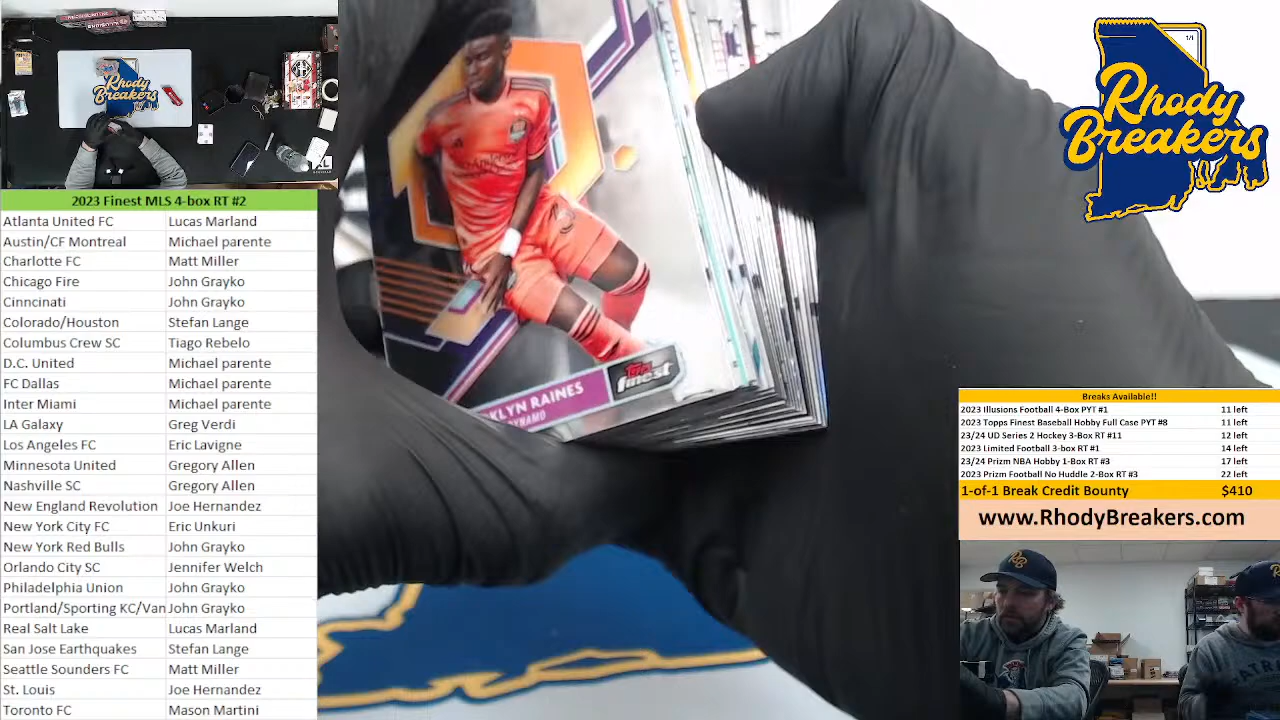 Rhody
Breakers
2023 Finest MLS 4-box RT #2
Atlanta United FC Lucas Marland
Austin/CF Montreal Michael parente
Charlotte FC Matt Miller
Chicago Fire John Grayko
Cinncinati John Grayko
Colorado/Houston Stefan Lange
Columbus Crew SC Tiago Rebelo
D.C. United Michael parente
FC Dallas Michael parente
Inter Miami Michael parente
LA Galaxy Greg Verdi
Los Angeles FC Eric Lavigne
Minnesota United Gregory Allen
Nashville SC Gregory Allen
New England Revolution Joe Hernandez
New York City FC Eric Unkuri
New York Red Bulls John Grayko
Orlando City SC Jennifer Welch
Philadelphia Union John Grayko
Portland/Sporting KC/Van John Grayko
Real Salt Lake Lucas Marland
San Jose Earthquakes Stefan Lange
Seattle Sounders FC Matt Miller
St. Louis Joe Hernandez
Toronto FC Mason Martini
KLYN RAINES
DYNAMO
Topps
finest
1/1
Rhody
Breakers
Breaks Available!!
2023 Illusions Football 4-Box PYT #1 11 left
2023 Topps Finest Baseball Hobby Full Case PYT #8 11 left
23/24 UD Series 2 Hockey 3-Box RT #11 12 left
2023 Limited Football 3-box RT #1 14 left
23/24 Prizm NBA Hobby 1-Box RT #3 17 left
2023 Prizm Football No Huddle 2-Box RT #3 22 left
1-of-1 Break Credit Bounty $410
www.RhodyBreakers.com
RB